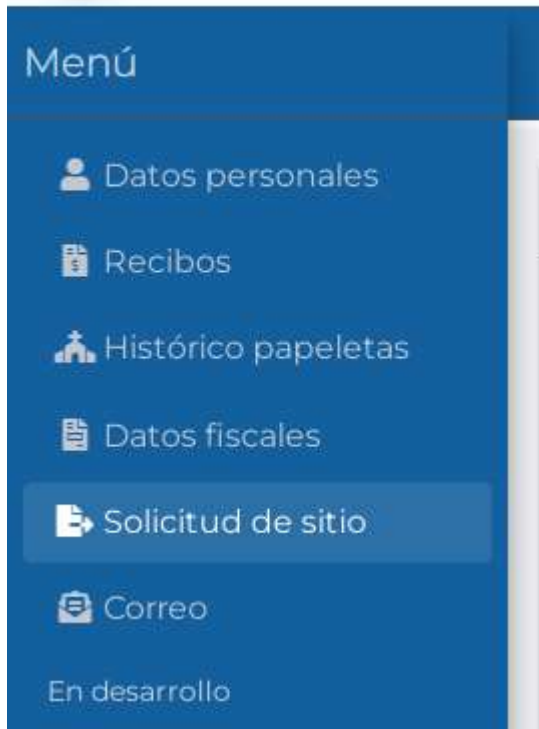 Menú
Datos personales
Recibos
Histórico papeletas
Datos fiscales
Solicitud de sitio
Correo
En desarrollo